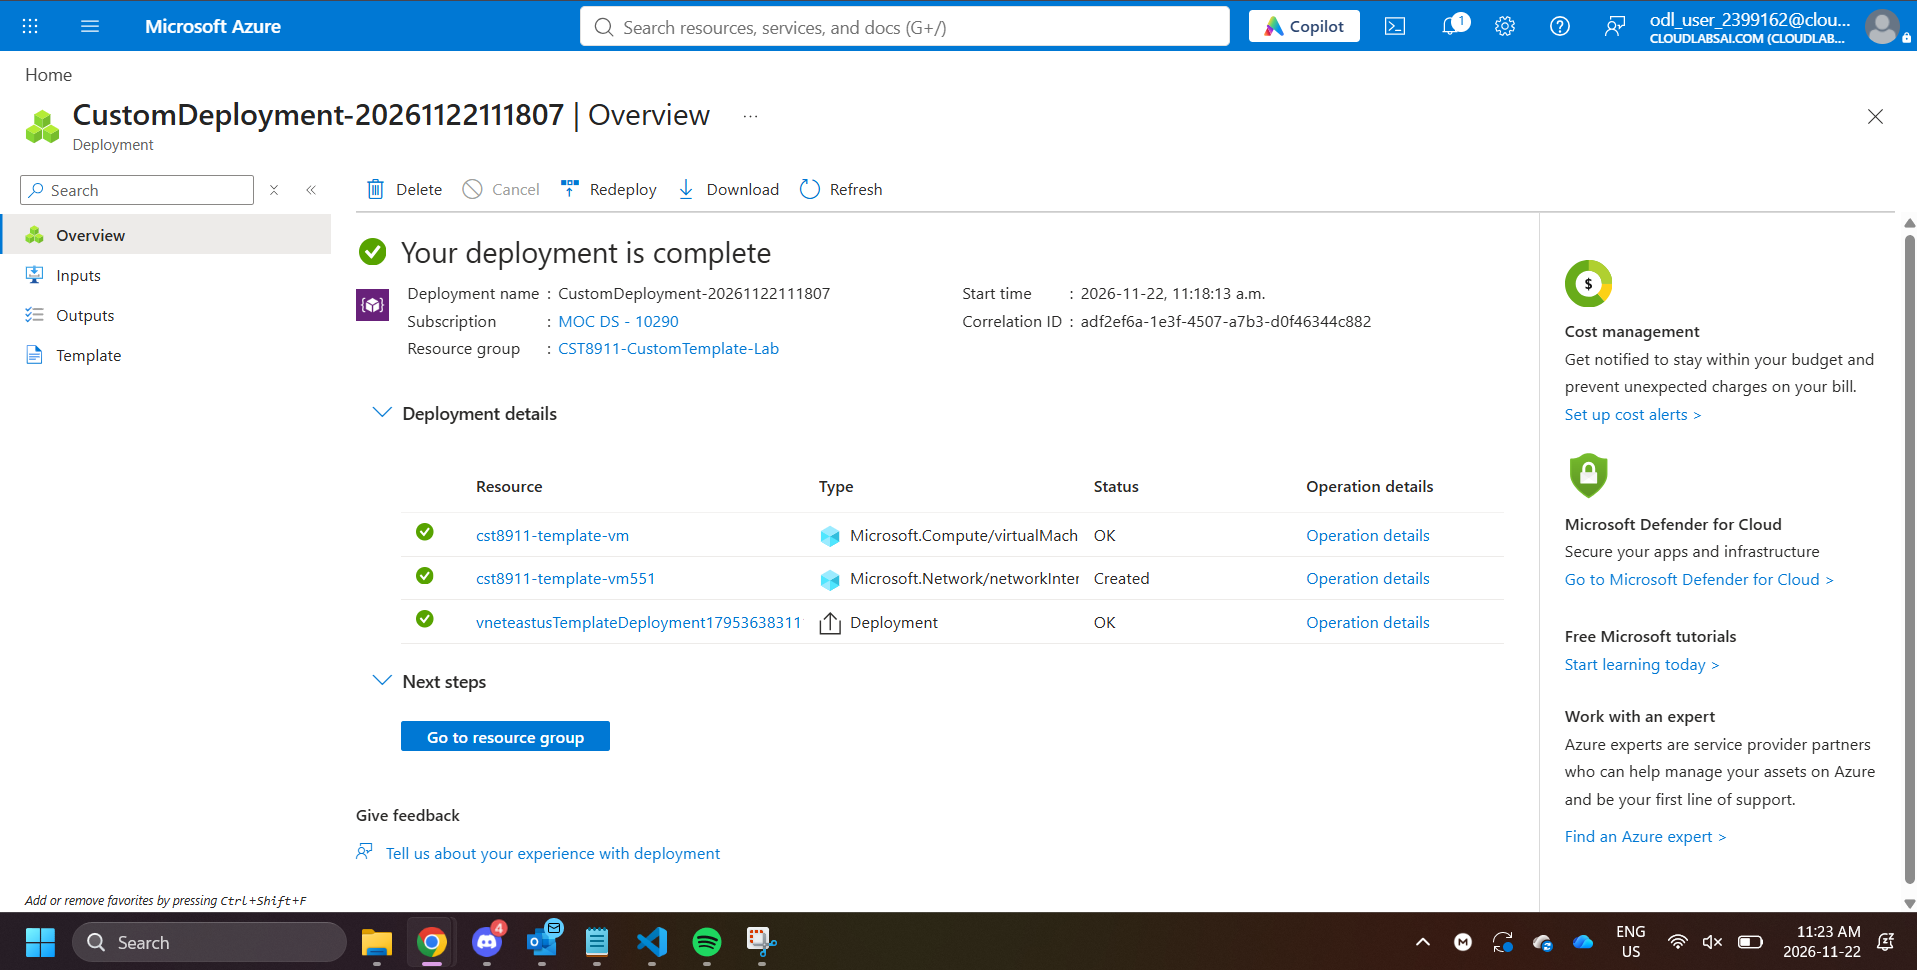 Microsoft Azure
Search resources, services, and docs (G+/)
Copilot
1
odl_user_2399162@clou...
CLOUDLABSAI.COM (CLOUDLAB...
Home
CustomDeployment-20261122111807 | Overview ...
Deployment
Search
Delete
Cancel
Redeploy
Download
Refresh
Overview
Inputs
Outputs
Template
Your deployment is complete
Deployment name : CustomDeployment-20261122111807
Subscription : MOC DS - 10290
Resource group : CST8911-CustomTemplate-Lab
Start time : 2026-11-22, 11:18:13 a.m.
Correlation ID : adf2ef6a-1e3f-4507-a7b3-d0f46344c882
Deployment details
Resource Type Status Operation details
cst8911-template-vm Microsoft.Compute/virtualMach OK Operation details
cst8911-template-vm551 Microsoft.Network/networkInter Created Operation details
vneteastusTemplateDeployment17953638311 Deployment OK Operation details
Next steps
Go to resource group
Give feedback
Tell us about your experience with deployment
$
Cost management
Get notified to stay within your budget and
prevent unexpected charges on your bill.
Set up cost alerts >
Microsoft Defender for Cloud
Secure your apps and infrastructure
Go to Microsoft Defender for Cloud >
Free Microsoft tutorials
Start learning today >
Work with an expert
Azure experts are service provider partners
who can help manage your assets on Azure
and be your first line of support.
Find an Azure expert >
Add or remove favorites by pressing Ctrl+Shift+F
Search
4
M
ENG
US
11:23 AM
2026-11-22